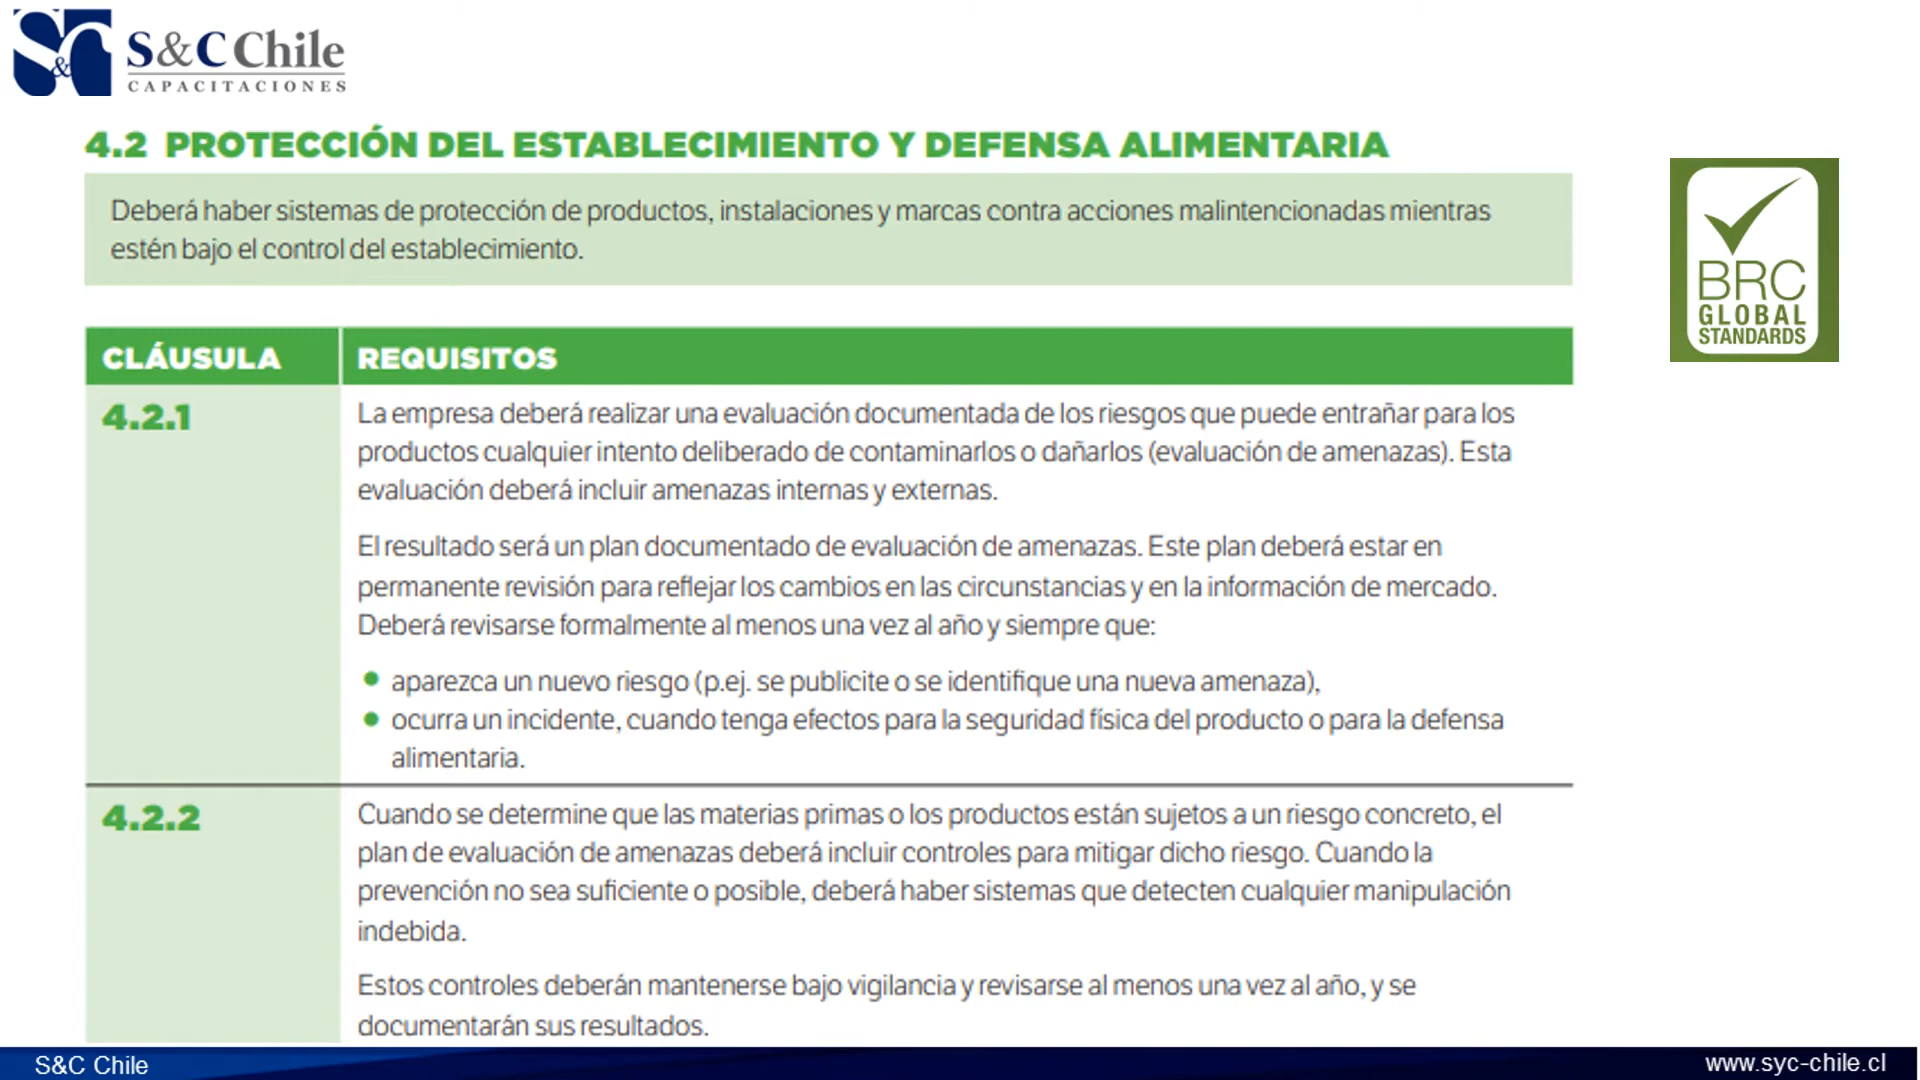 S&C Chile
CAPACITACIONES
4.2 PROTECCIÓN DEL ESTABLECIMIENTO Y DEFENSA ALIMENTARIA
Deberá haber sistemas de protección de productos, instalaciones y marcas contra acciones malintencionadas mientras
estén bajo el control del establecimiento.
BRC
GLOBAL
STANDARDS
CLÁUSULA REQUISITOS
4.2.1
La empresa deberá realizar una evaluación documentada de los riesgos que puede entrañar para los
productos cualquier intento deliberado de contaminarlos o dañarlos (evaluación de amenazas). Esta
evaluación deberá incluir amenazas internas y externas.
El resultado será un plan documentado de evaluación de amenazas. Este plan deberá estar en
permanente revisión para reflejar los cambios en las circunstancias y en la información de mercado.
Deberá revisarse formalmente al menos una vez al año y siempre que:
● aparezca un nuevo riesgo (p.ej. se publicite o se identifique una nueva amenaza),
● ocurra un incidente, cuando tenga efectos para la seguridad física del producto o para la defensa
alimentaria.
4.2.2
Cuando se determine que las materias primas o los productos están sujetos a un riesgo concreto, el
plan de evaluación de amenazas deberá incluir controles para mitigar dicho riesgo. Cuando la
prevención no sea suficiente o posible, deberá haber sistemas que detecten cualquier manipulación
indebida.
Estos controles deberán mantenerse bajo vigilancia y revisarse al menos una vez al año, y se
documentarán sus resultados.
S&C Chile
www.syc-chile.cl